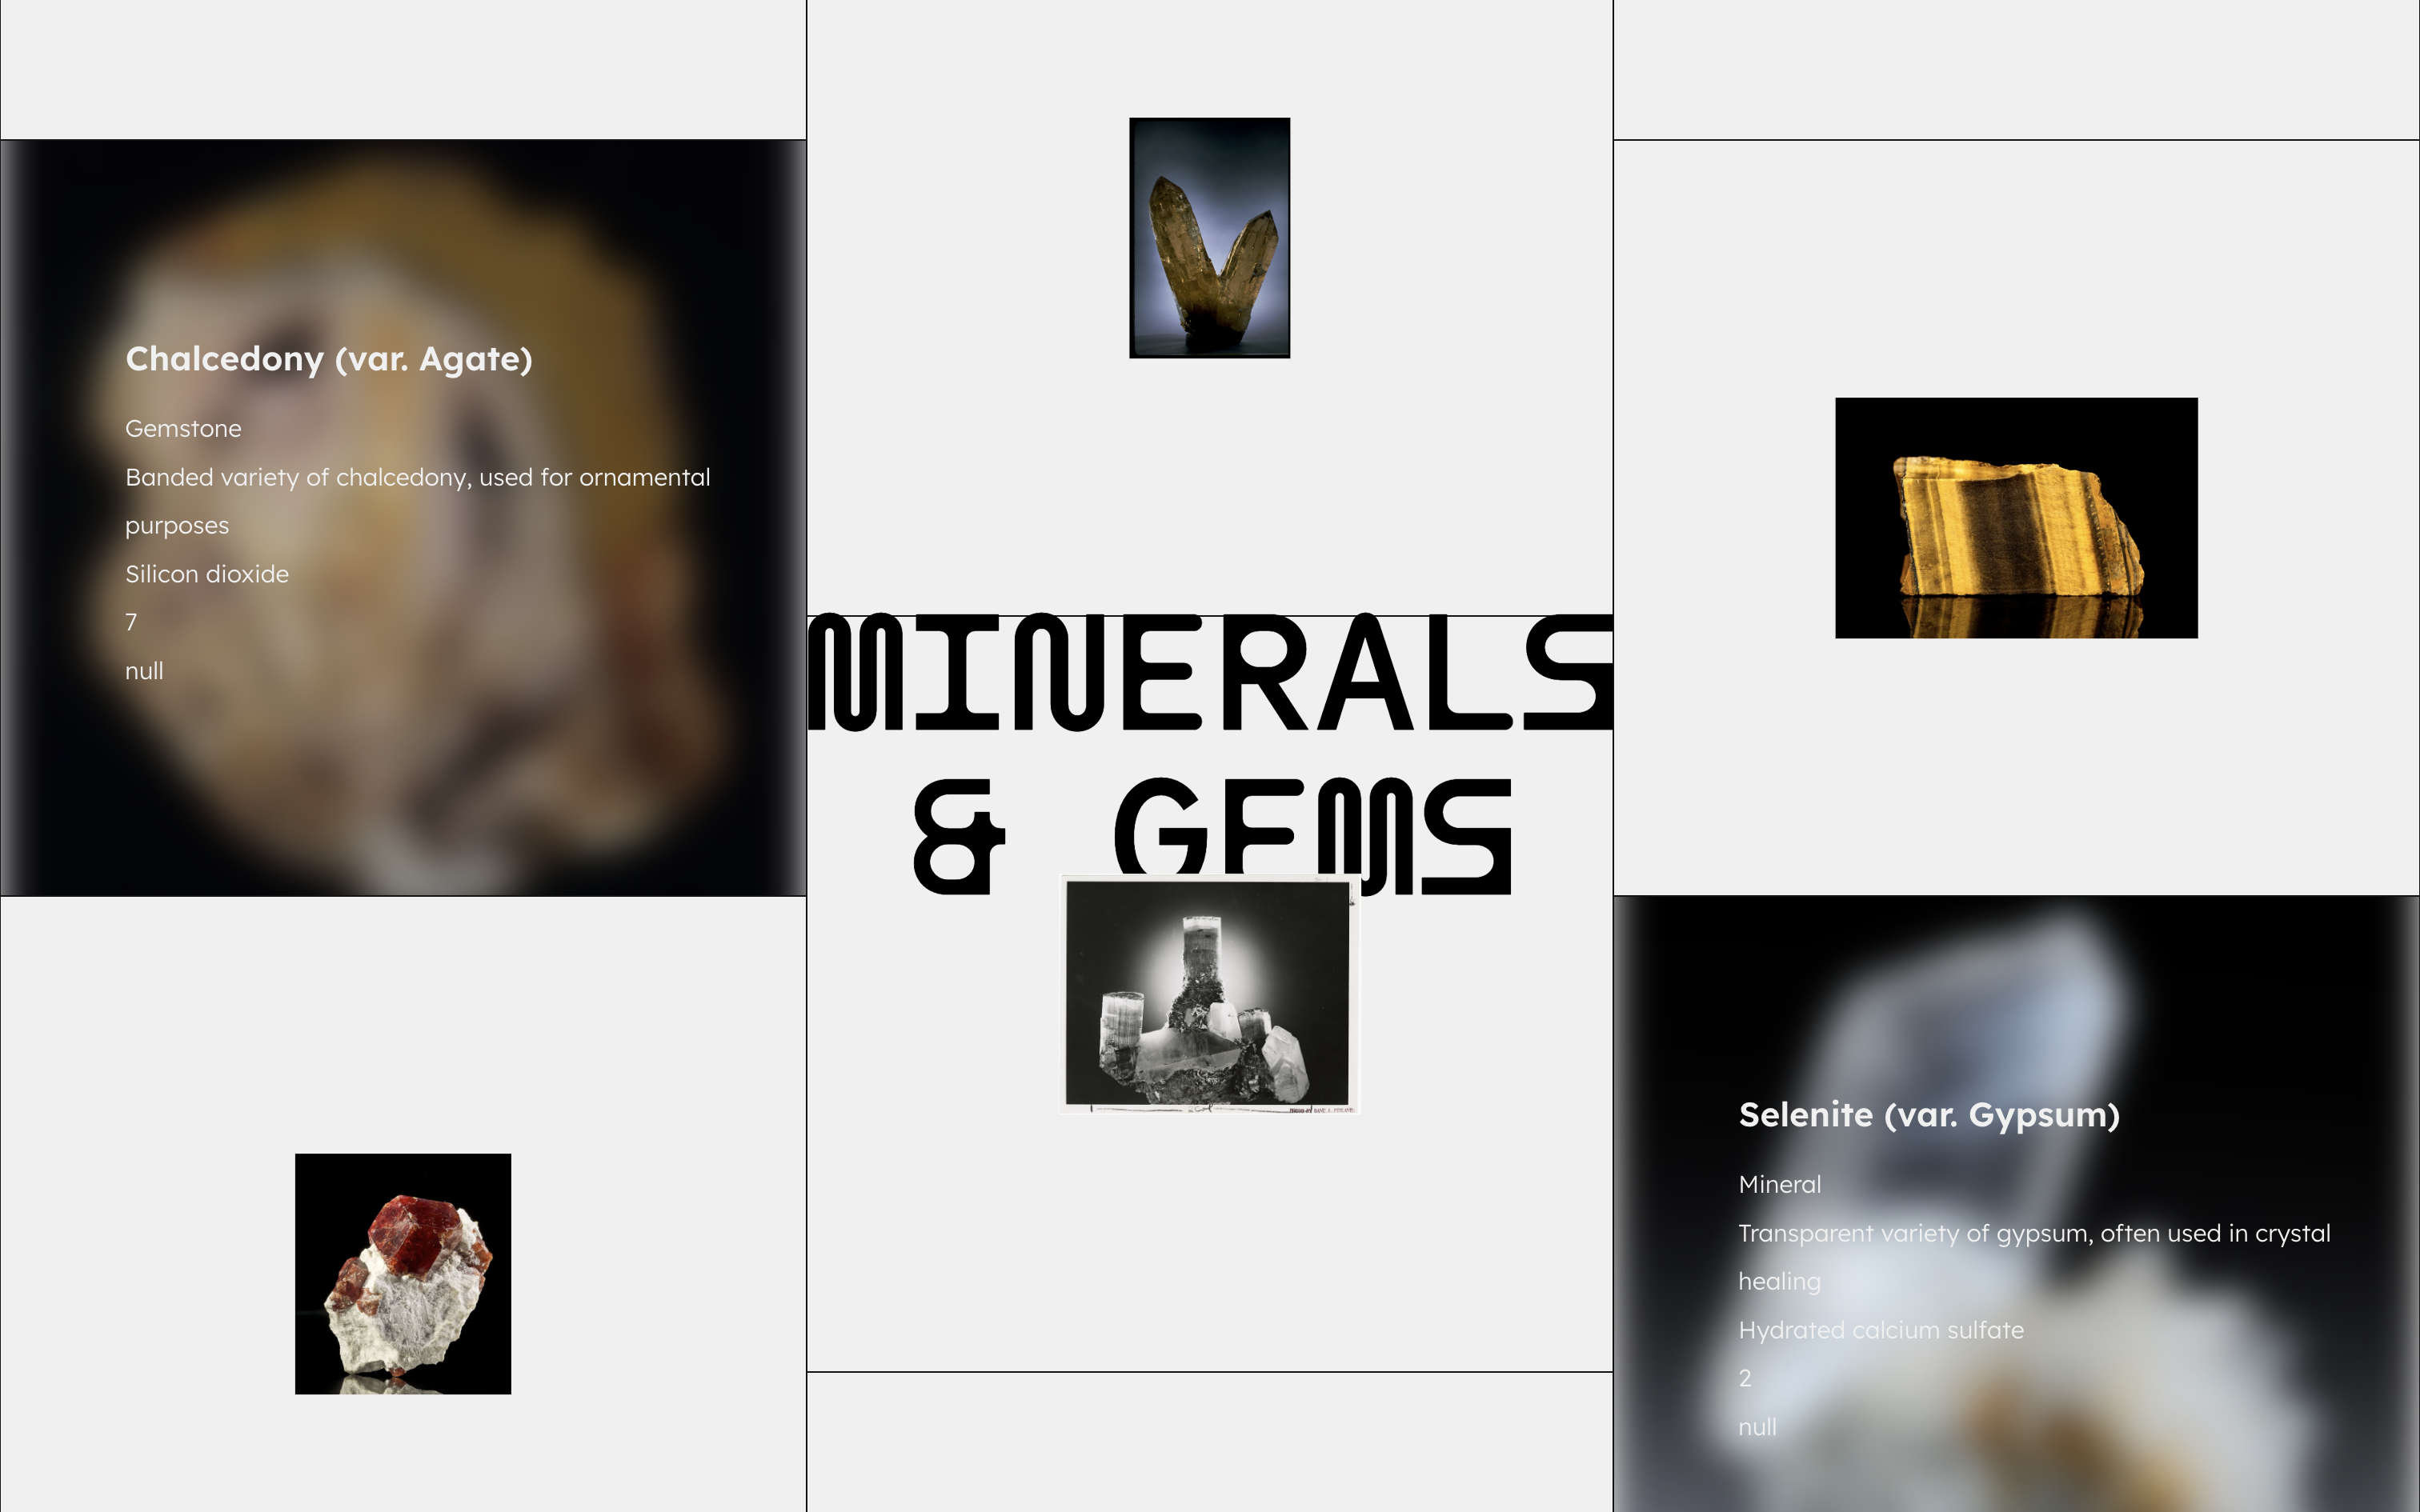 Chalcedony (var. Agate)
Gemstone
Banded variety of chalcedony, used for ornamental
purposes
Silicon dioxide
7
null
MINERALS
& GEMS
Selenite (var. Gypsum)
Mineral
Transparent variety of gypsum, often used in crystal
healing
Hydrated calcium sulfate
2
null